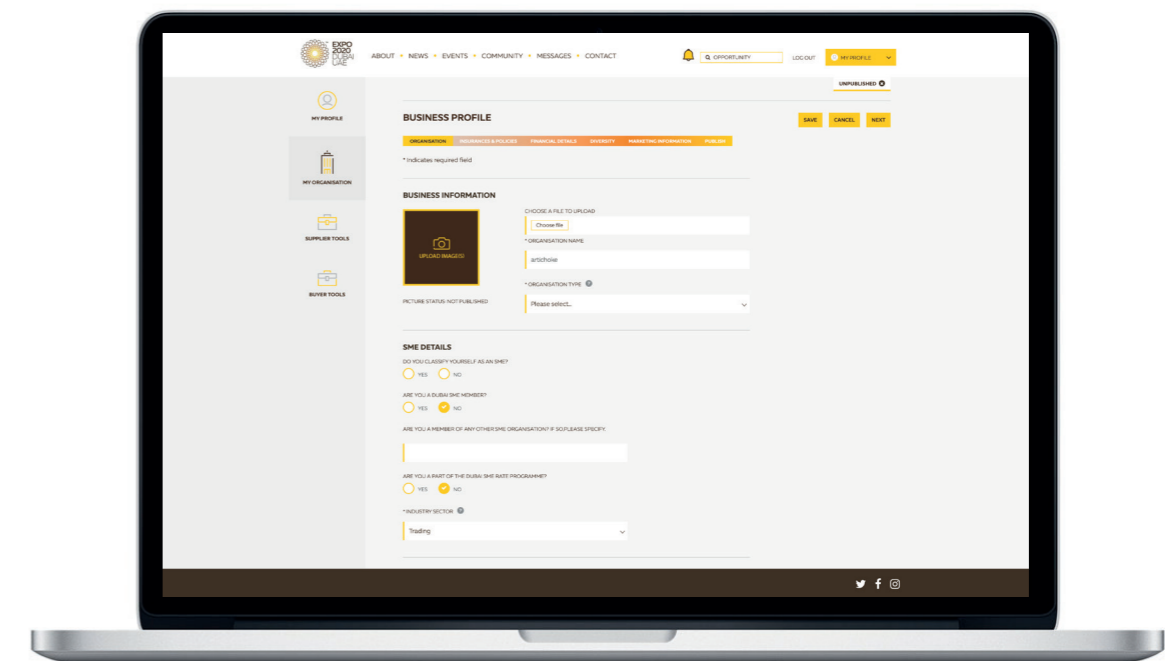 EXPO
2020
DUBAI
UAE
ABOUT • NEWS • EVENTS • COMMUNITY • MESSAGES • CONTACT
OPPORTUNITY
LOG OUT
MY PROFILE
UNPUBLISHED
MY PROFILE
MY ORGANISATION
SUPPLIER TOOLS
BUYER TOOLS
BUSINESS PROFILE
SAVE CANCEL NEXT
ORGANISATION INSURANCES & POLICIES FINANCIAL DETAILS DIVERSITY MARKETING INFORMATION PUBLISH
* Indicates required field
BUSINESS INFORMATION
UPLOAD IMAGE(S)
PICTURE STATUS: NOT PUBLISHED
CHOOSE A FILE TO UPLOAD
Choose file
* ORGANISATION NAME
artichoke
* ORGANISATION TYPE ?
Please select...
SME DETAILS
DO YOU CLASSIFY YOURSELF AS AN SME?
YES NO
ARE YOU A DUBAI SME MEMBER?
YES NO
ARE YOU A MEMBER OF ANY OTHER SME ORGANISATION? IF SO,PLEASE SPECIFY:
ARE YOU A PART OF THE DUBAI SME RATE PROGRAMME?
YES NO
* INDUSTRY SECTOR ?
Trading